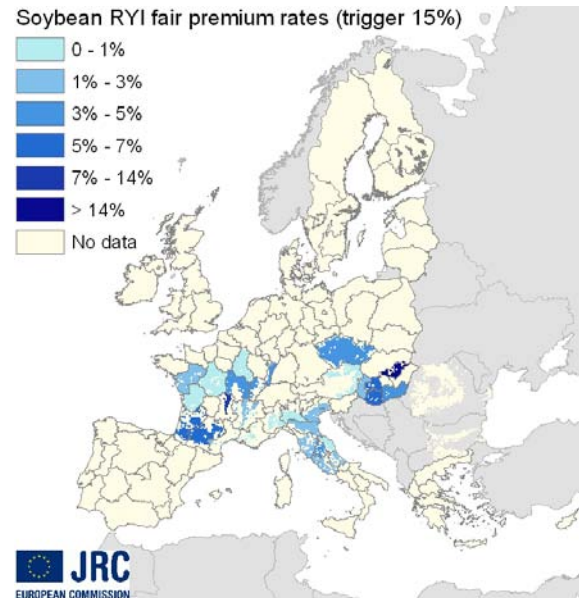 Soybean RYI fair premium rates (trigger 15%)
0 - 1%
1% - 3%
3% - 5%
5% - 7%
7% - 14%
> 14%
No data
JRC
EUROPEAN COMMISSION